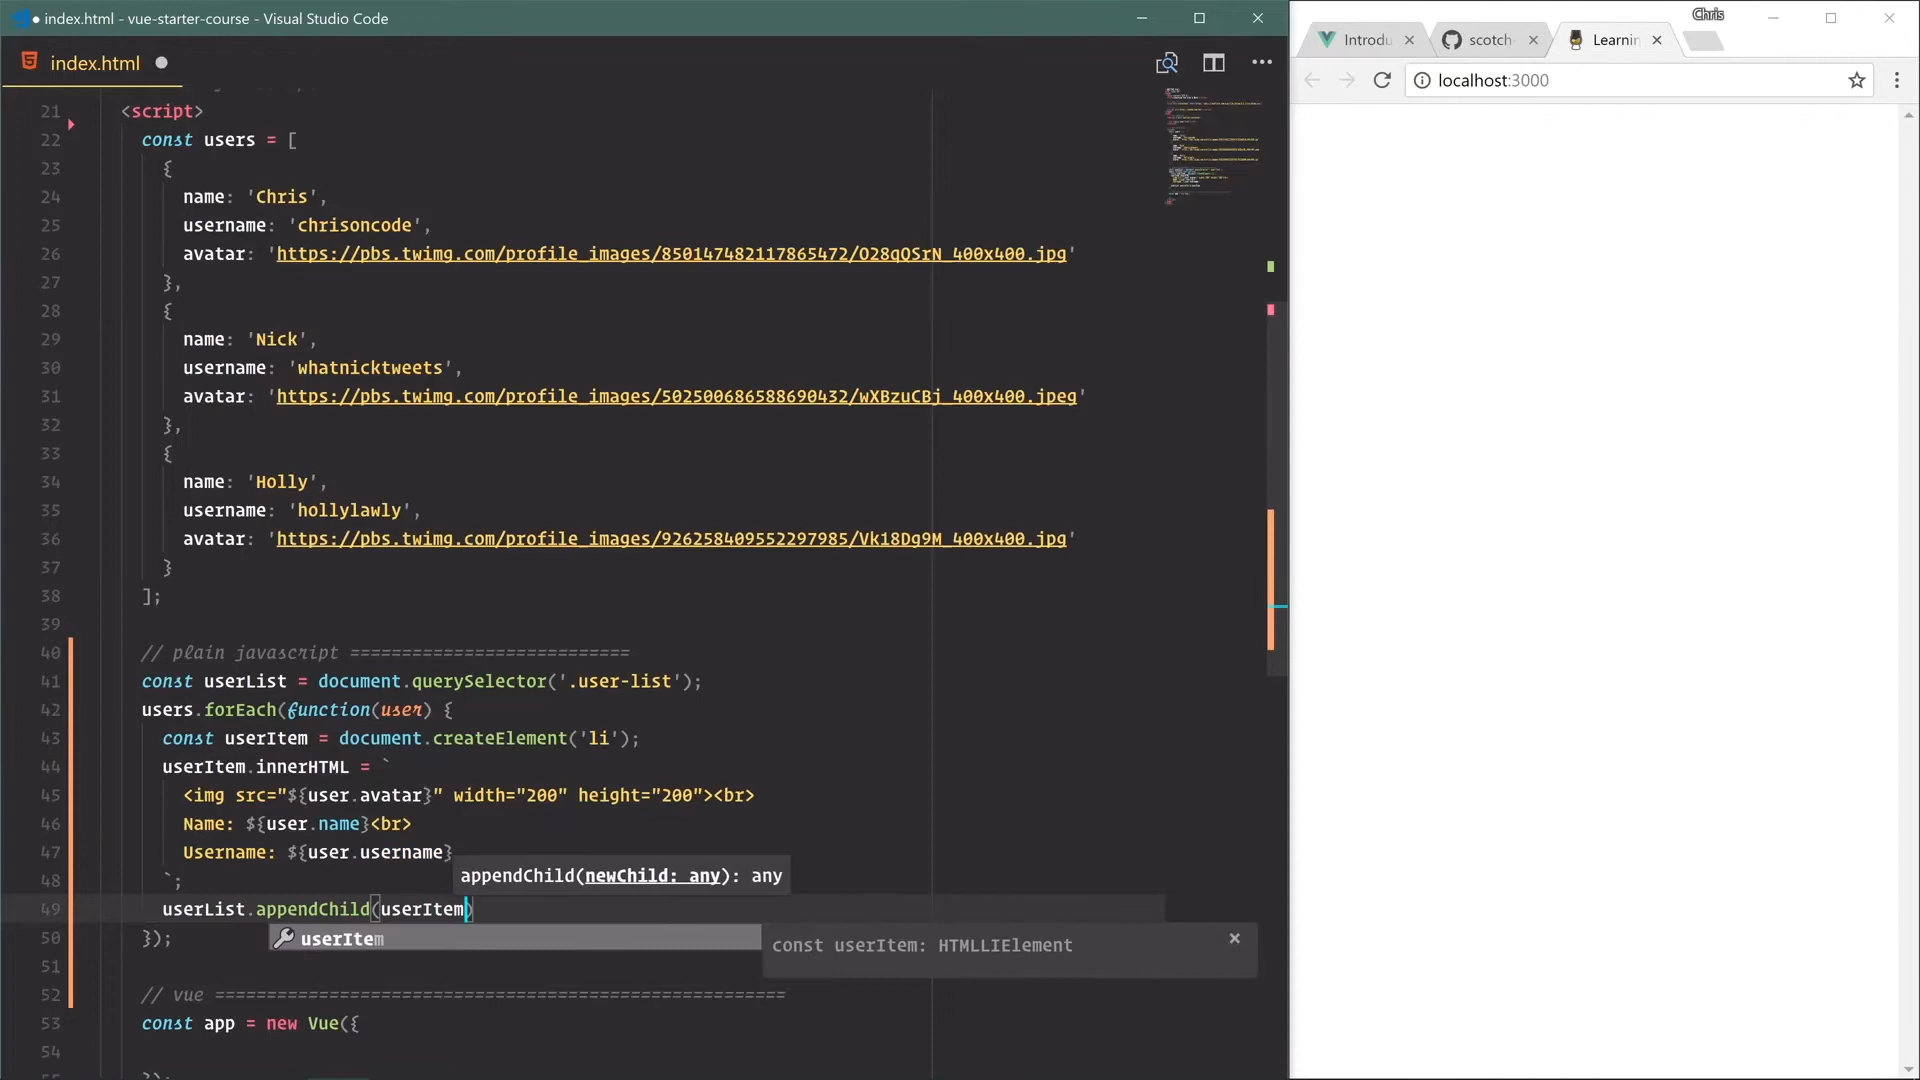 index.html - vue-starter-course - Visual Studio Code
index.html
21 <script>
22 const users = [
23 {
24 name: 'Chris',
25 username: 'chrisoncode',
26 avatar: 'https://pbs.twimg.com/profile_images/850147482117865472/O28qQSrN_400x400.jpg'
27 },
28 {
29 name: 'Nick',
30 username: 'whatnicktweets',
31 avatar: 'https://pbs.twimg.com/profile_images/502500686588690432/wXBzuCBj_400x400.jpeg'
32 },
33 {
34 name: 'Holly',
35 username: 'hollylawly',
36 avatar: 'https://pbs.twimg.com/profile_images/926258409552297985/Vk18Dg9M_400x400.jpg'
37 }
38 ];
39
40 // plain javascript ===========================
41 const userList = document.querySelector('.user-list');
42 users.forEach(function(user) {
43 const userItem = document.createElement('li');
44 userItem.innerHTML = `
45 <img src="${user.avatar}" width="200" height="200"><br>
46 Name: ${user.name}<br>
47 Username: ${user.username}
appendChild(newChild: any): any
48 `;
49 userList.appendChild(userItem)
50 });
userItem
const userItem: HTMLLIElement
51
52 // vue =======================================================
53 const app = new Vue({
54
Chris
Introdu
scotch
Learnin
localhost:3000